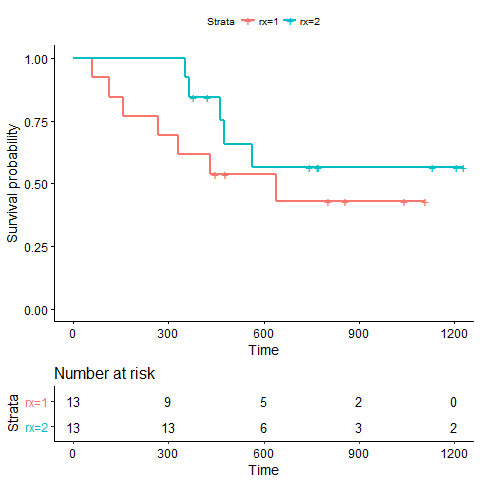 Strata rx=1 rx=2
1.00
0.75
0.50
0.25
0.00
Survival probability
0 300 600 900 1200
Time
Number at risk
Strata
rx=1 13 9 5 2 0
rx=2 13 13 6 3 2
0 300 600 900 1200
Time